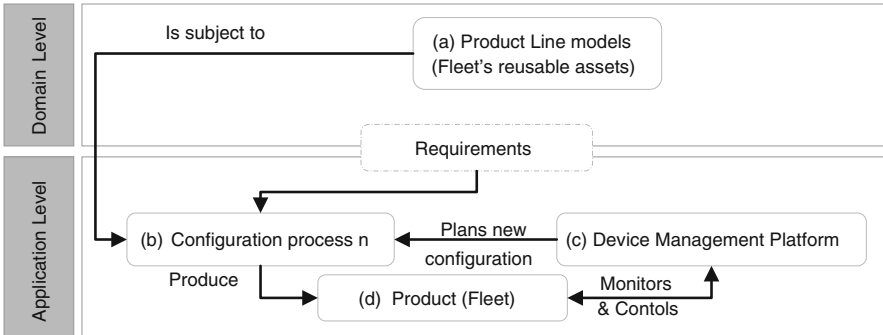 Domain Level
Is subject to
(a) Product Line models
(Fleet's reusable assets)
Requirements
Application Level
(b) Configuration process n
Plans new
configuration
(c) Device Management Platform
Produce
(d) Product (Fleet)
Monitors
& Contols